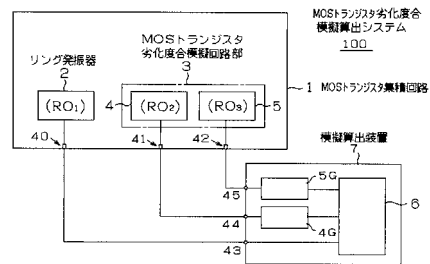 MOSトランジスタ劣化度合
模擬算出システム
100
MOSトランジスタ
劣化度合模擬回路部
3
リング発振器
2
(RO1)
4
(RO2)
(RO3)
5
1 MOSトランジスタ集積回路
40
41
42
模擬算出装置
7
45
5G
6
44
4G
43